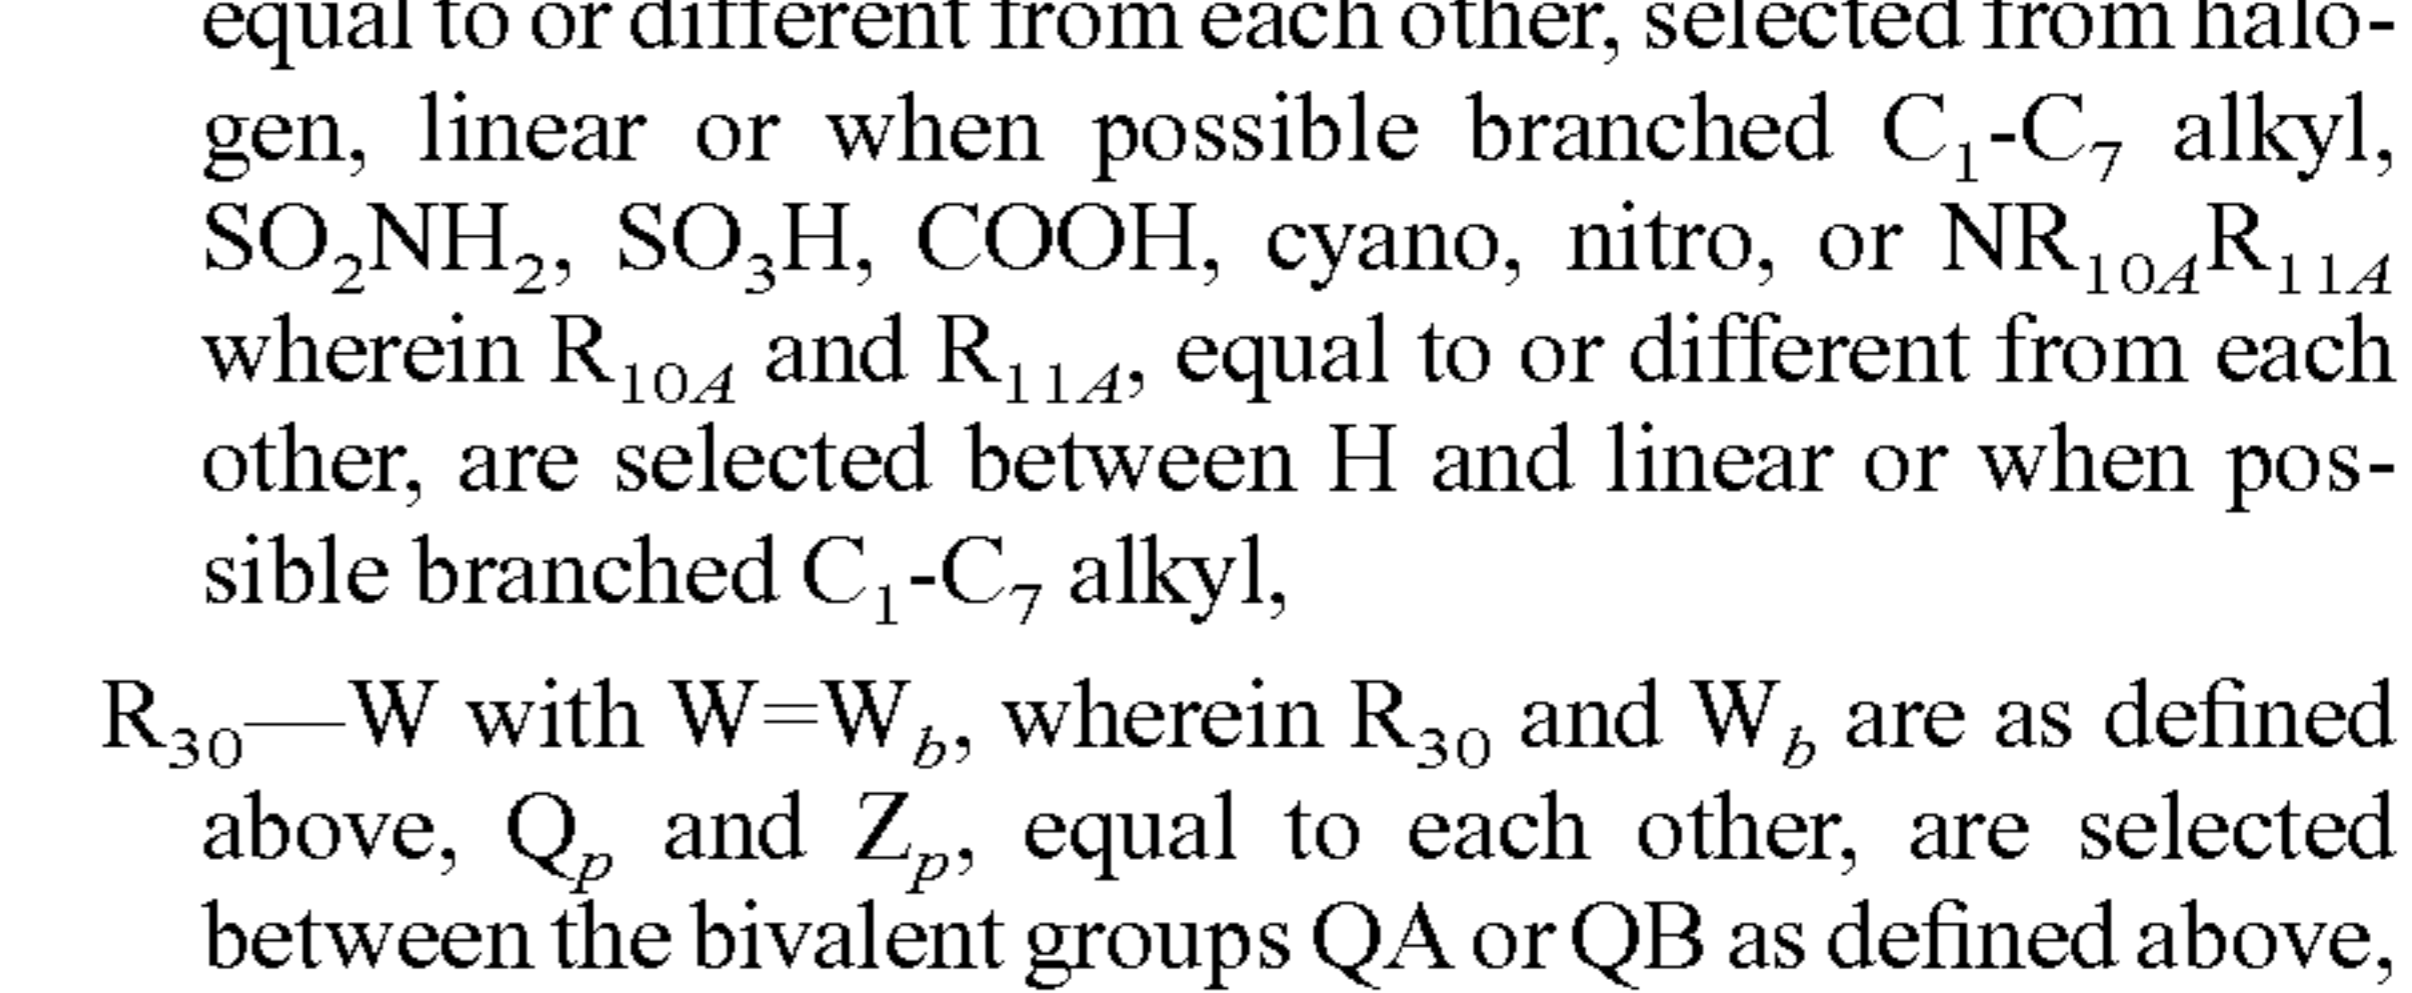 equal to or different from each other, selected from halo-
gen, linear or when possible branched C₁-C₇ alkyl,
SO₂NH₂, SO₃H, COOH, cyano, nitro, or NR₁₀ₐR₁₁ₐ
wherein R₁₀ₐ and R₁₁ₐ, equal to or different from each
other, are selected between H and linear or when pos-
sible branched C₁-C₇ alkyl,
R₃₀—W with W=W_b, wherein R₃₀ and W_b are as defined
above, Q_p and Z_p, equal to each other, are selected
between the bivalent groups QA or QB as defined above,